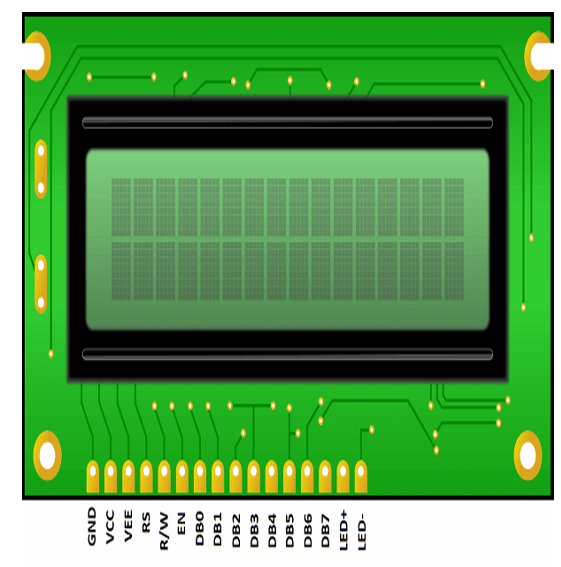 GND
VCC
VEE
RS
R/W
EN
DB0
DB1
DB2
DB3
DB4
DB5
DB6
DB7
LED+
LED-